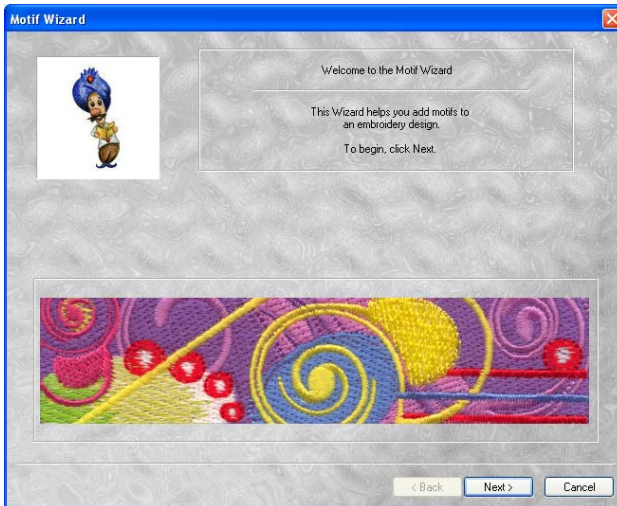 Motif Wizard
Welcome to the Motif Wizard
This Wizard helps you add motifs to
an embroidery design.
To begin, click Next.
< Back
Next >
Cancel